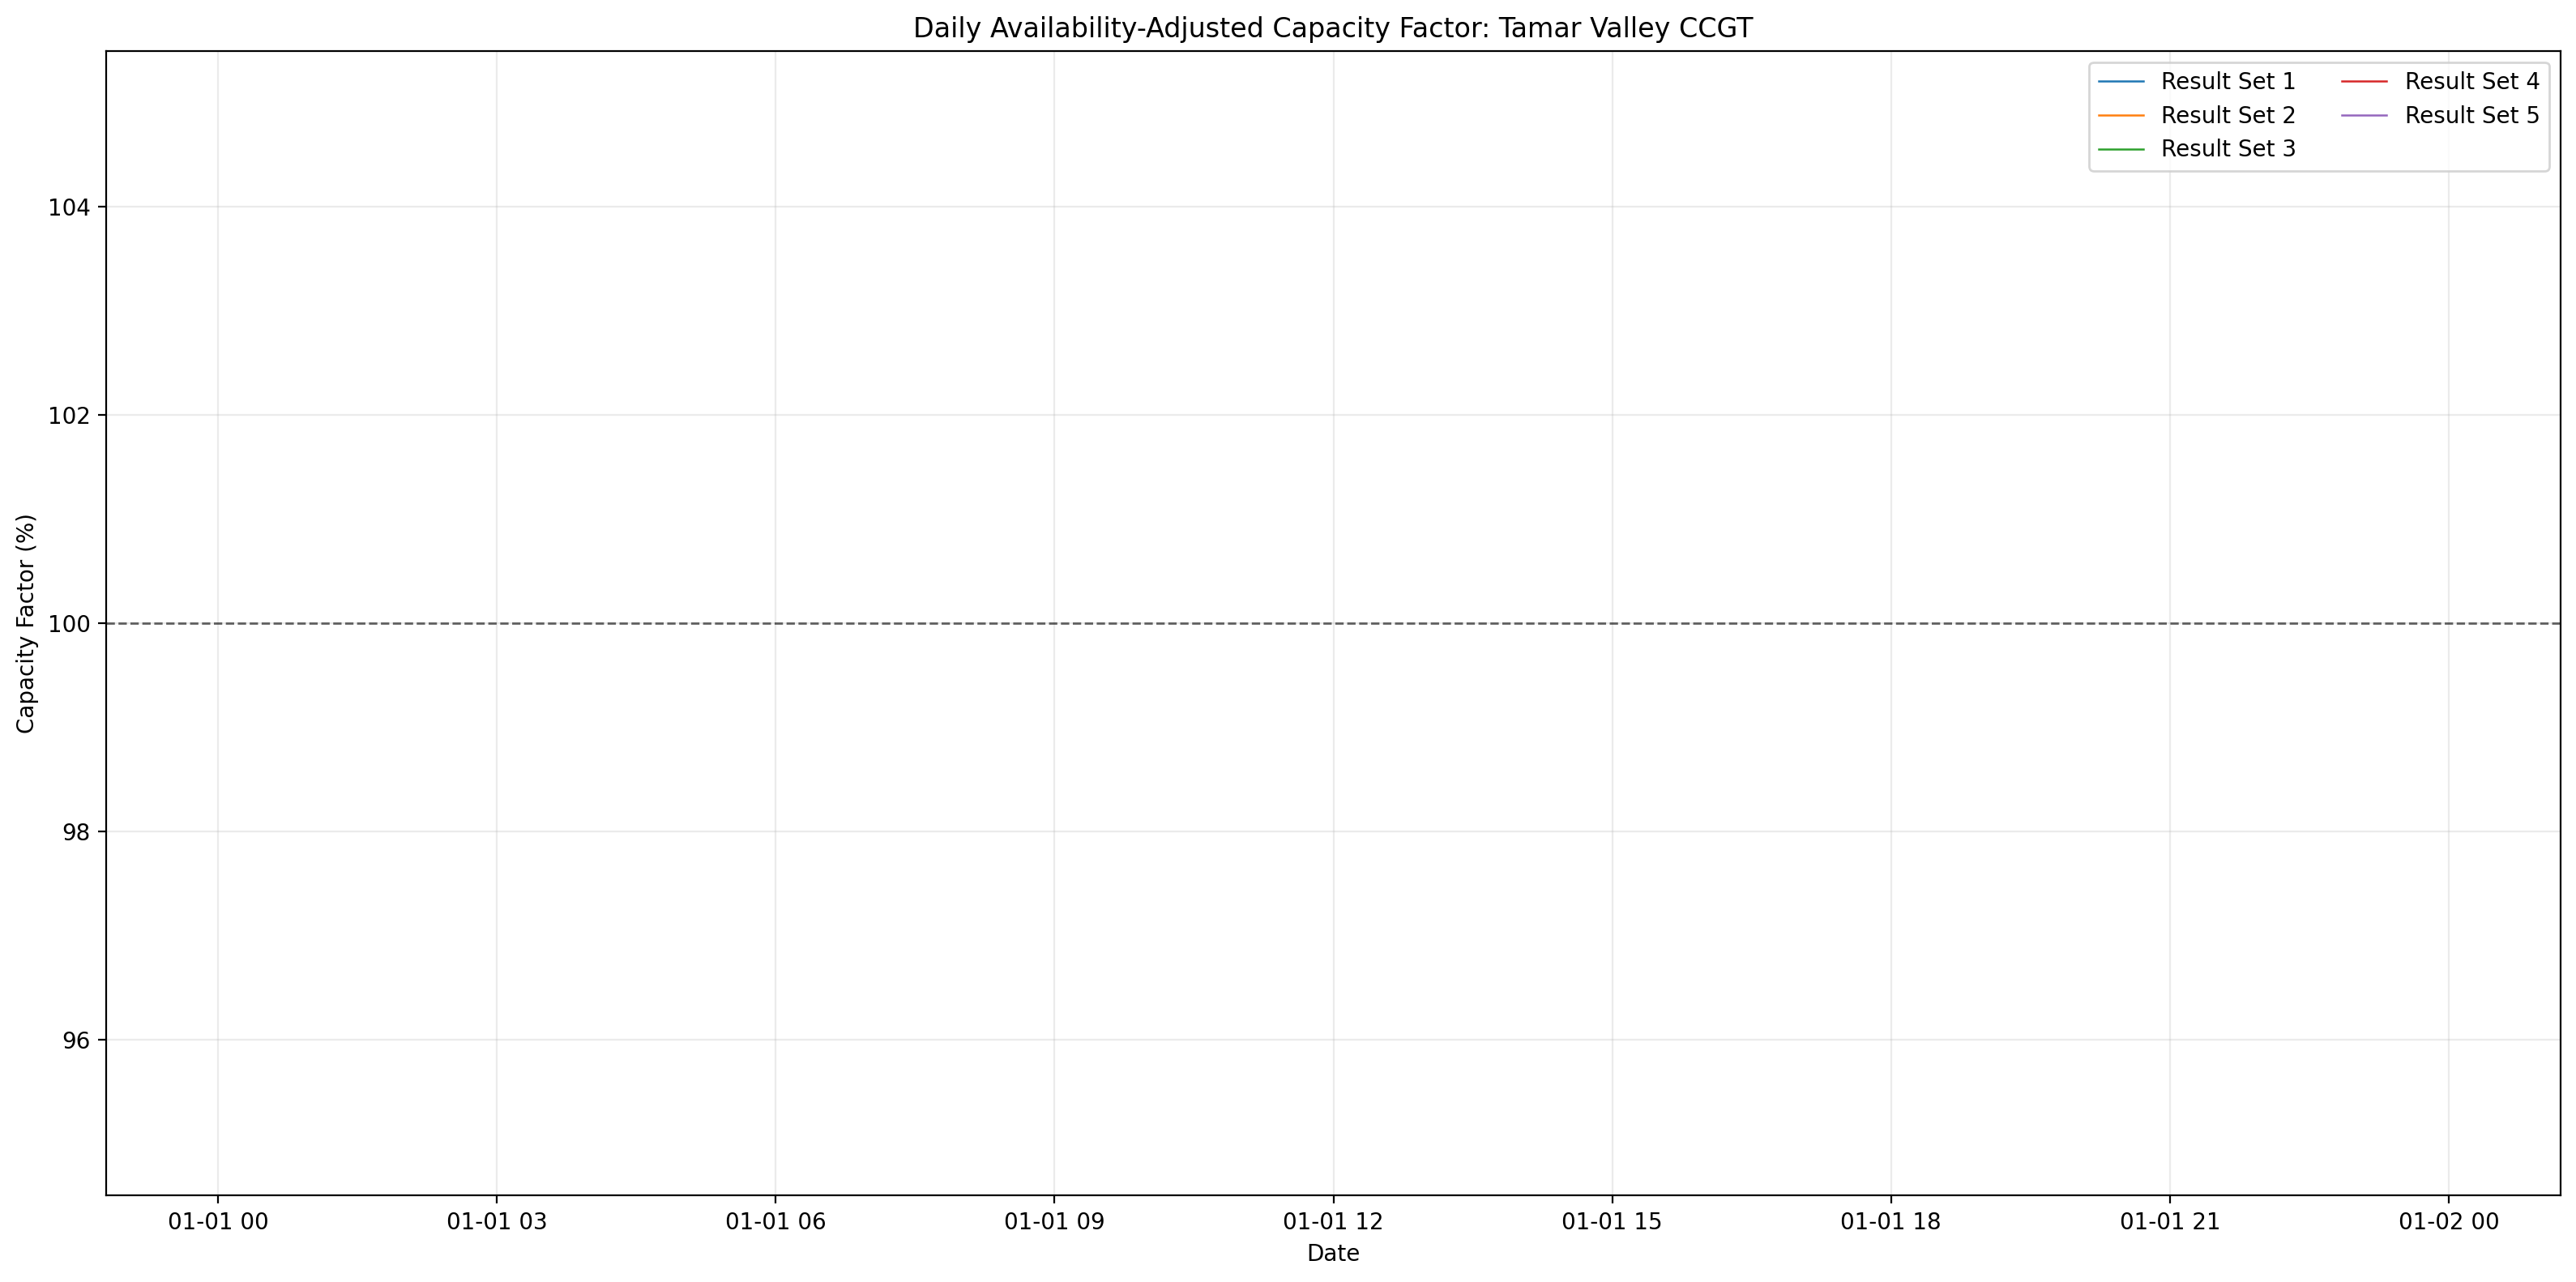 Daily Availability-Adjusted Capacity Factor: Tamar Valley CCGT
Result Set 1
Result Set 2
Result Set 3
Result Set 4
Result Set 5
Capacity Factor (%)
104
102
100
98
96
01-01 00
01-01 03
01-01 06
01-01 09
01-01 12
01-01 15
01-01 18
01-01 21
01-02 00
Date